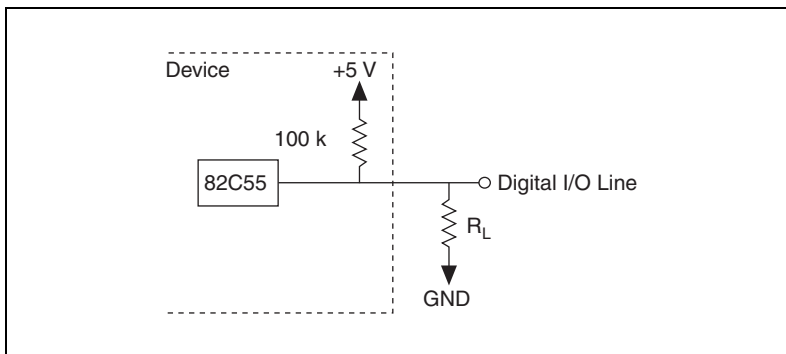 Device
+5 V
100 k
82C55
Digital I/O Line
RL
GND